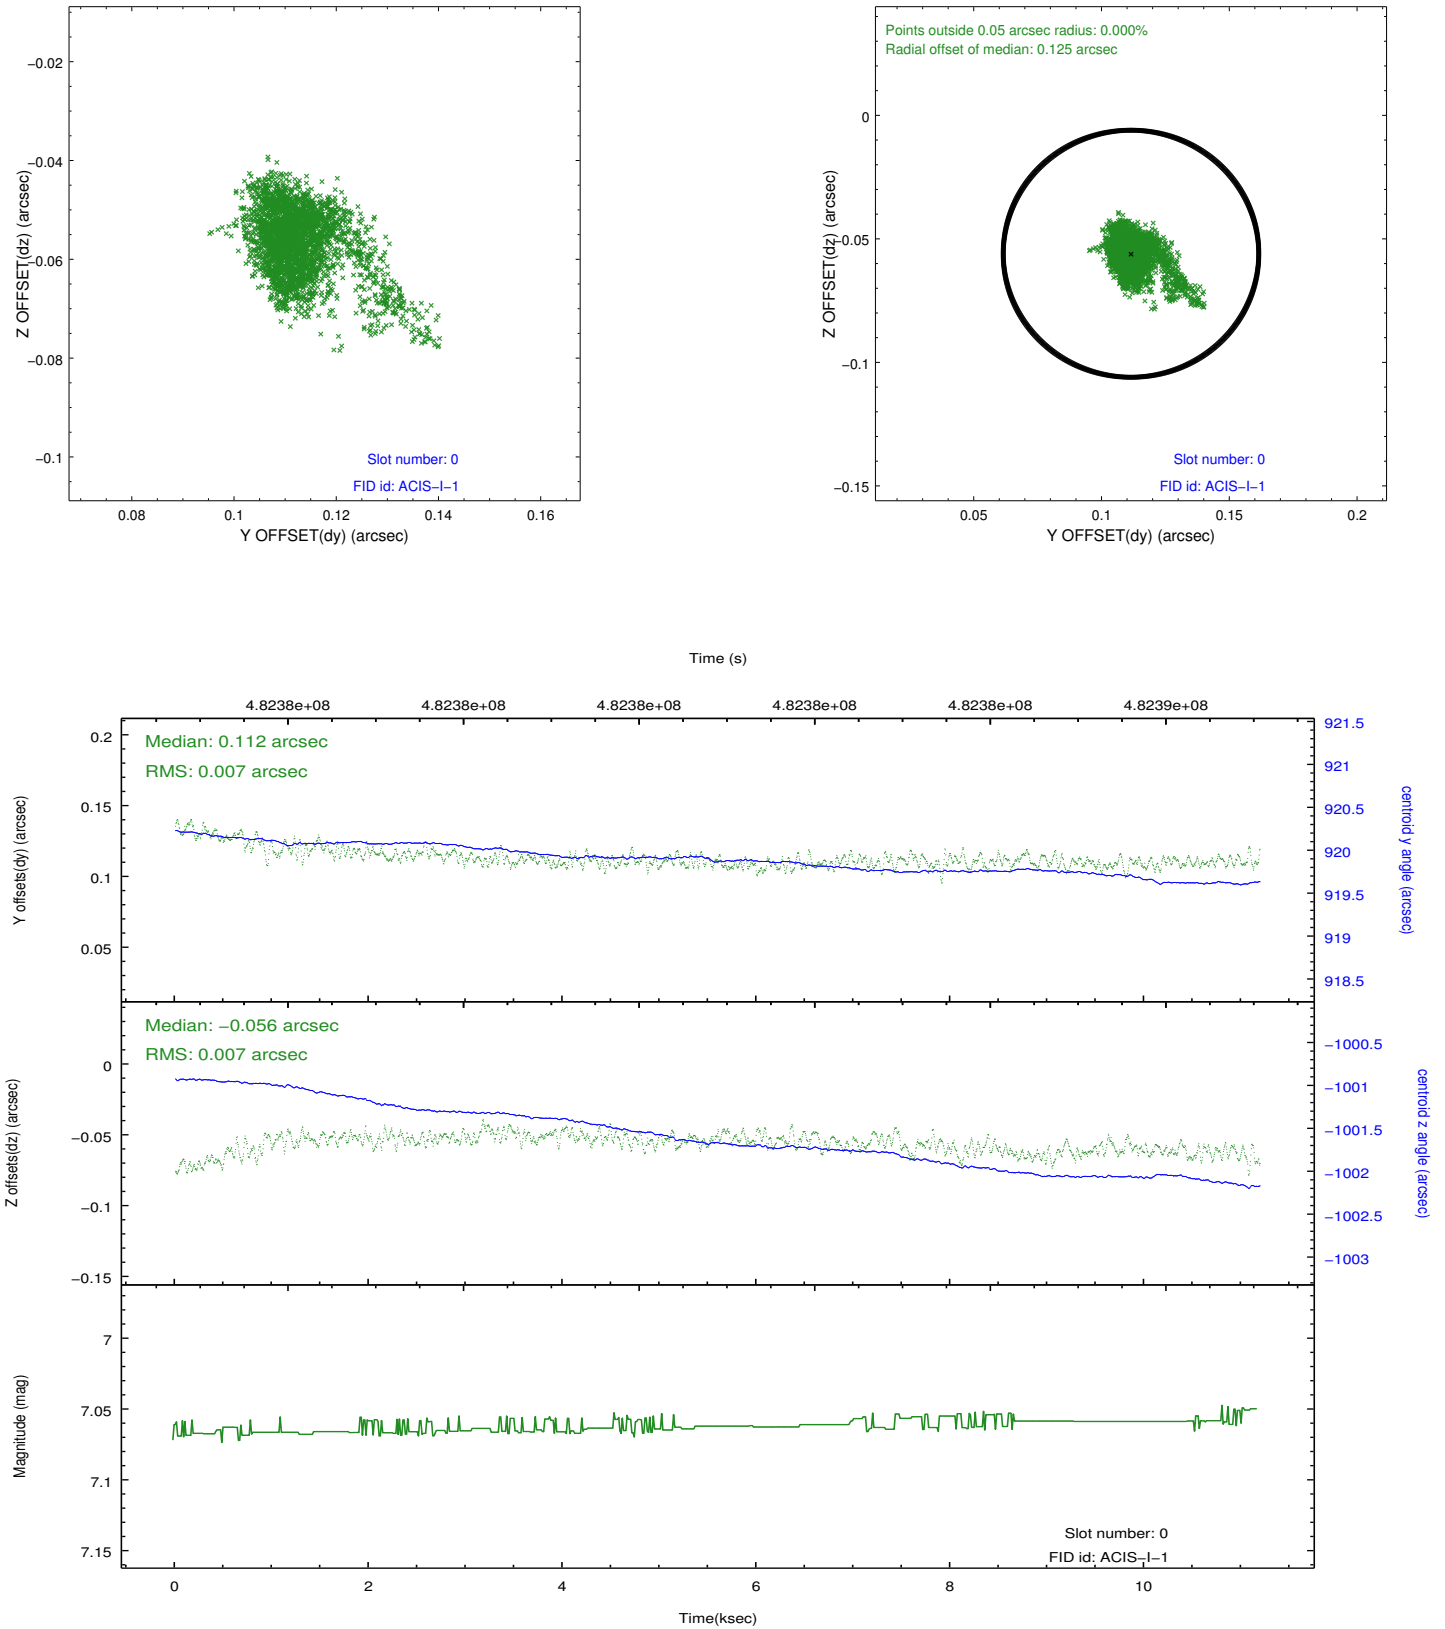 −0.02
−0.04
−0.06
−0.08
−0.1
Z OFFSET(dz) (arcsec)
Slot number: 0
FID id: ACIS−I−1
0.08 0.1 0.12 0.14 0.16
Y OFFSET(dy) (arcsec)
Points outside 0.05 arcsec radius: 0.000%
Radial offset of median: 0.125 arcsec
0
−0.05
−0.1
−0.15
Z OFFSET(dz) (arcsec)
Slot number: 0
FID id: ACIS−I−1
0.05 0.1 0.15 0.2
Y OFFSET(dy) (arcsec)
Time (s)
4.8238e+08 4.8238e+08 4.8238e+08 4.8238e+08 4.8238e+08 4.8239e+08
Median: 0.112 arcsec
RMS: 0.007 arcsec
0.2
0.15
0.1
0.05
Y offsets(dy) (arcsec)
921.5
921
920.5
920
919.5
919
918.5
centroid y angle (arcsec)
Median: −0.056 arcsec
RMS: 0.007 arcsec
0
−0.05
−0.1
−0.15
Z offsets(dz) (arcsec)
−1000.5
−1001
−1001.5
−1002
−1002.5
−1003
centroid z angle (arcsec)
7
7.05
7.1
7.15
Magnitude (mag)
Slot number: 0
FID id: ACIS−I−1
0 2 4 6 8 10
Time(ksec)